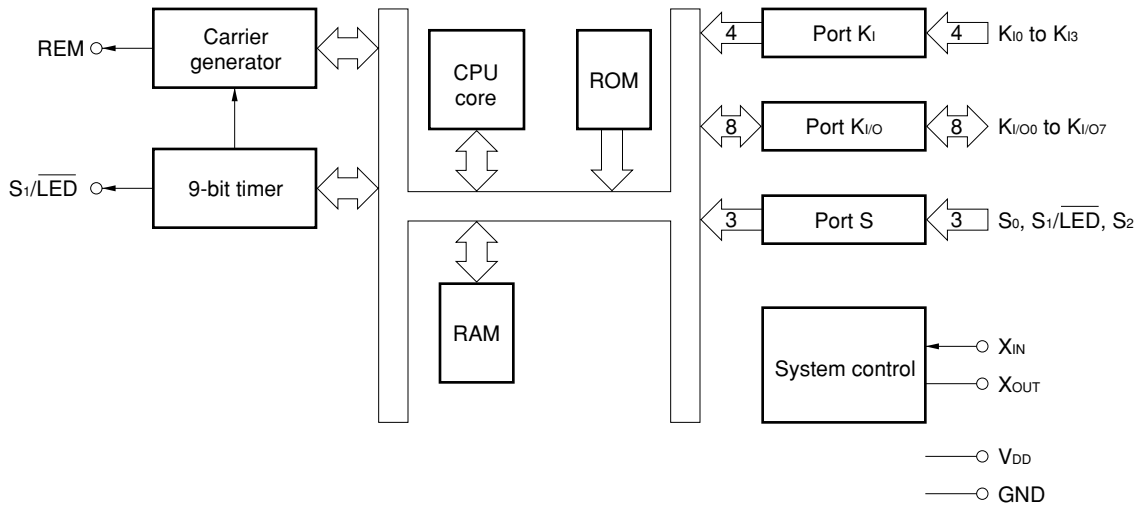 REM
Carrier
generator
CPU
core
ROM
4
Port KI
4
KI0 to KI3
8
Port KI/O
8
KI/O0 to KI/O7
S1/L̅E̅D̅
9-bit timer
3
Port S
3
S0, S1/L̅E̅D̅, S2
RAM
System control
XIN
XOUT
VDD
GND